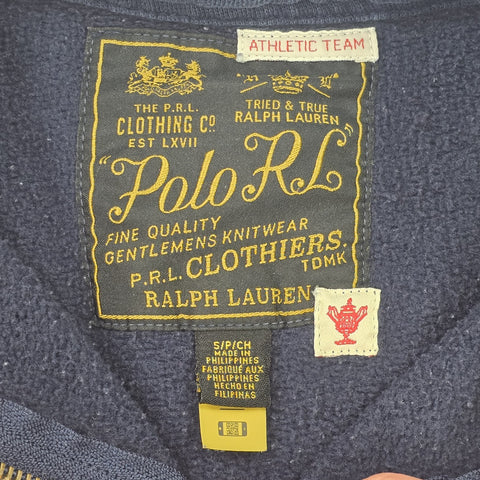 ATHLETIC TEAM
THE P.R.L.
CLOTHING Cº
EST LXVII
TRIED & TRUE
RALPH LAUREN
"Polo RL"
FINE QUALITY
GENTLEMENS KNITWEAR
P.R.L. CLOTHIERS.
TDMK
RALPH LAUREN
S/P/CH
MADE IN
PHILIPPINES
FABRIQUÉ AUX
PHILIPPINES
HECHO EN
FILIPINAS